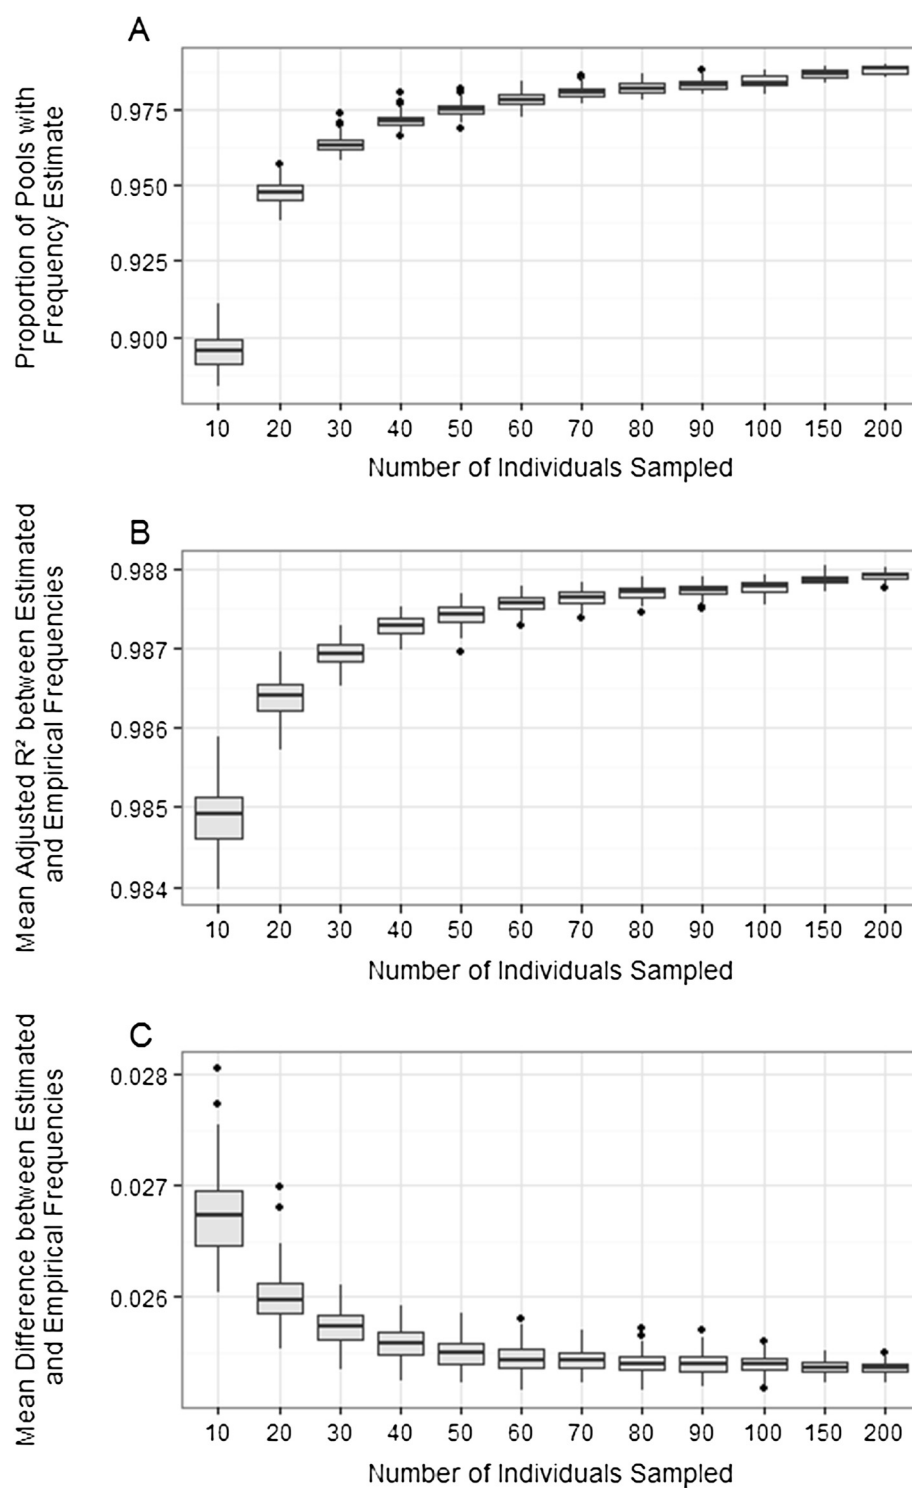 A
Proportion of Pools with
Frequency Estimate
0.975
0.950
0.925
0.900
10 20 30 40 50 60 70 80 90 100 150 200
Number of Individuals Sampled
B
Mean Adjusted R² between Estimated
and Empirical Frequencies
0.988
0.987
0.986
0.985
0.984
10 20 30 40 50 60 70 80 90 100 150 200
Number of Individuals Sampled
C
Mean Difference between Estimated
and Empirical Frequencies
0.028
0.027
0.026
10 20 30 40 50 60 70 80 90 100 150 200
Number of Individuals Sampled